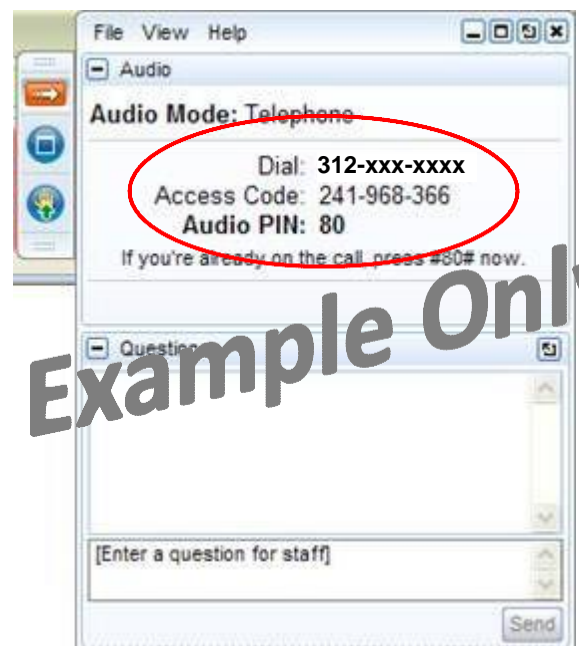 File View Help
Audio
Audio Mode: Telephone
Dial: 312-xxx-xxxx
Access Code: 241-968-366
Audio PIN: 80
If you're already on the call, press #80# now.
Example Only
Questions
[Enter a question for staff]
Send